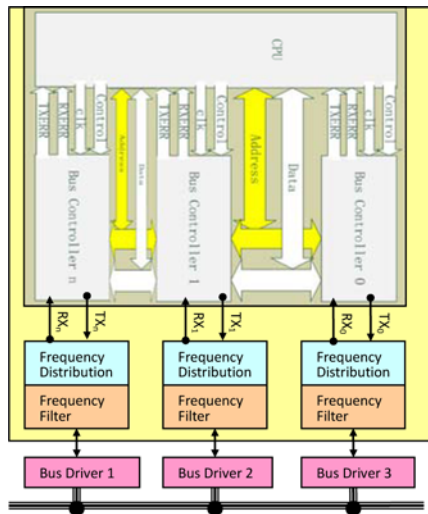 CPU
TXERR
RXERR
clk
Control
Address
Data
TXERR
RXERR
clk
Control
Address
Data
TXERR
RXERR
clk
Control
Bus Controller n
Bus Controller 1
Bus Controller 0
RXn
TXn
RX1
TX1
RX0
TX0
Frequency
Distribution
Frequency
Distribution
Frequency
Distribution
Frequency
Filter
Frequency
Filter
Frequency
Filter
Bus Driver 1
Bus Driver 2
Bus Driver 3